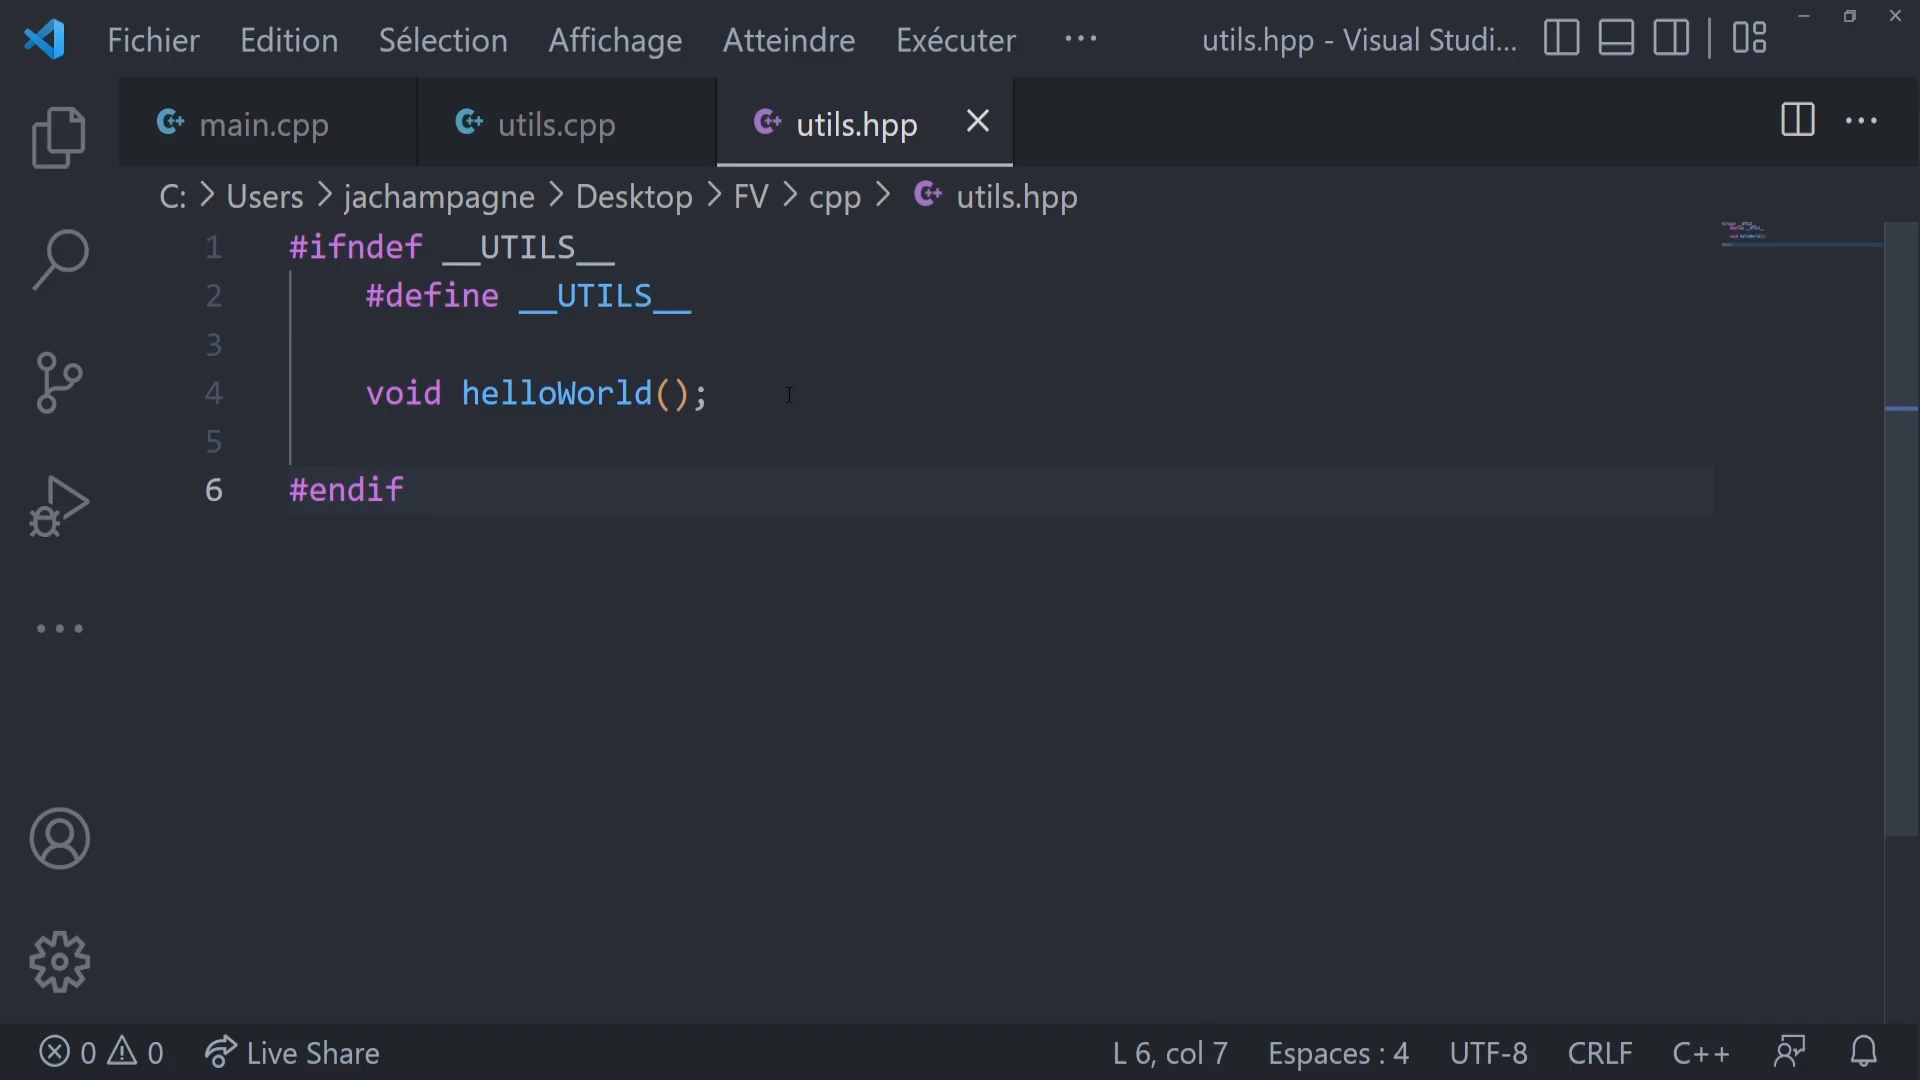 Fichier Edition Sélection Affichage Atteindre Exécuter ··· utils.hpp - Visual Studi...
main.cpp utils.cpp utils.hpp
C: > Users > jachampagne > Desktop > FV > cpp > utils.hpp
1 #ifndef __UTILS__
2 #define __UTILS__
3
4 void helloWorld();
5
6 #endif
0 0 Live Share L 6, col 7 Espaces : 4 UTF-8 CRLF C++